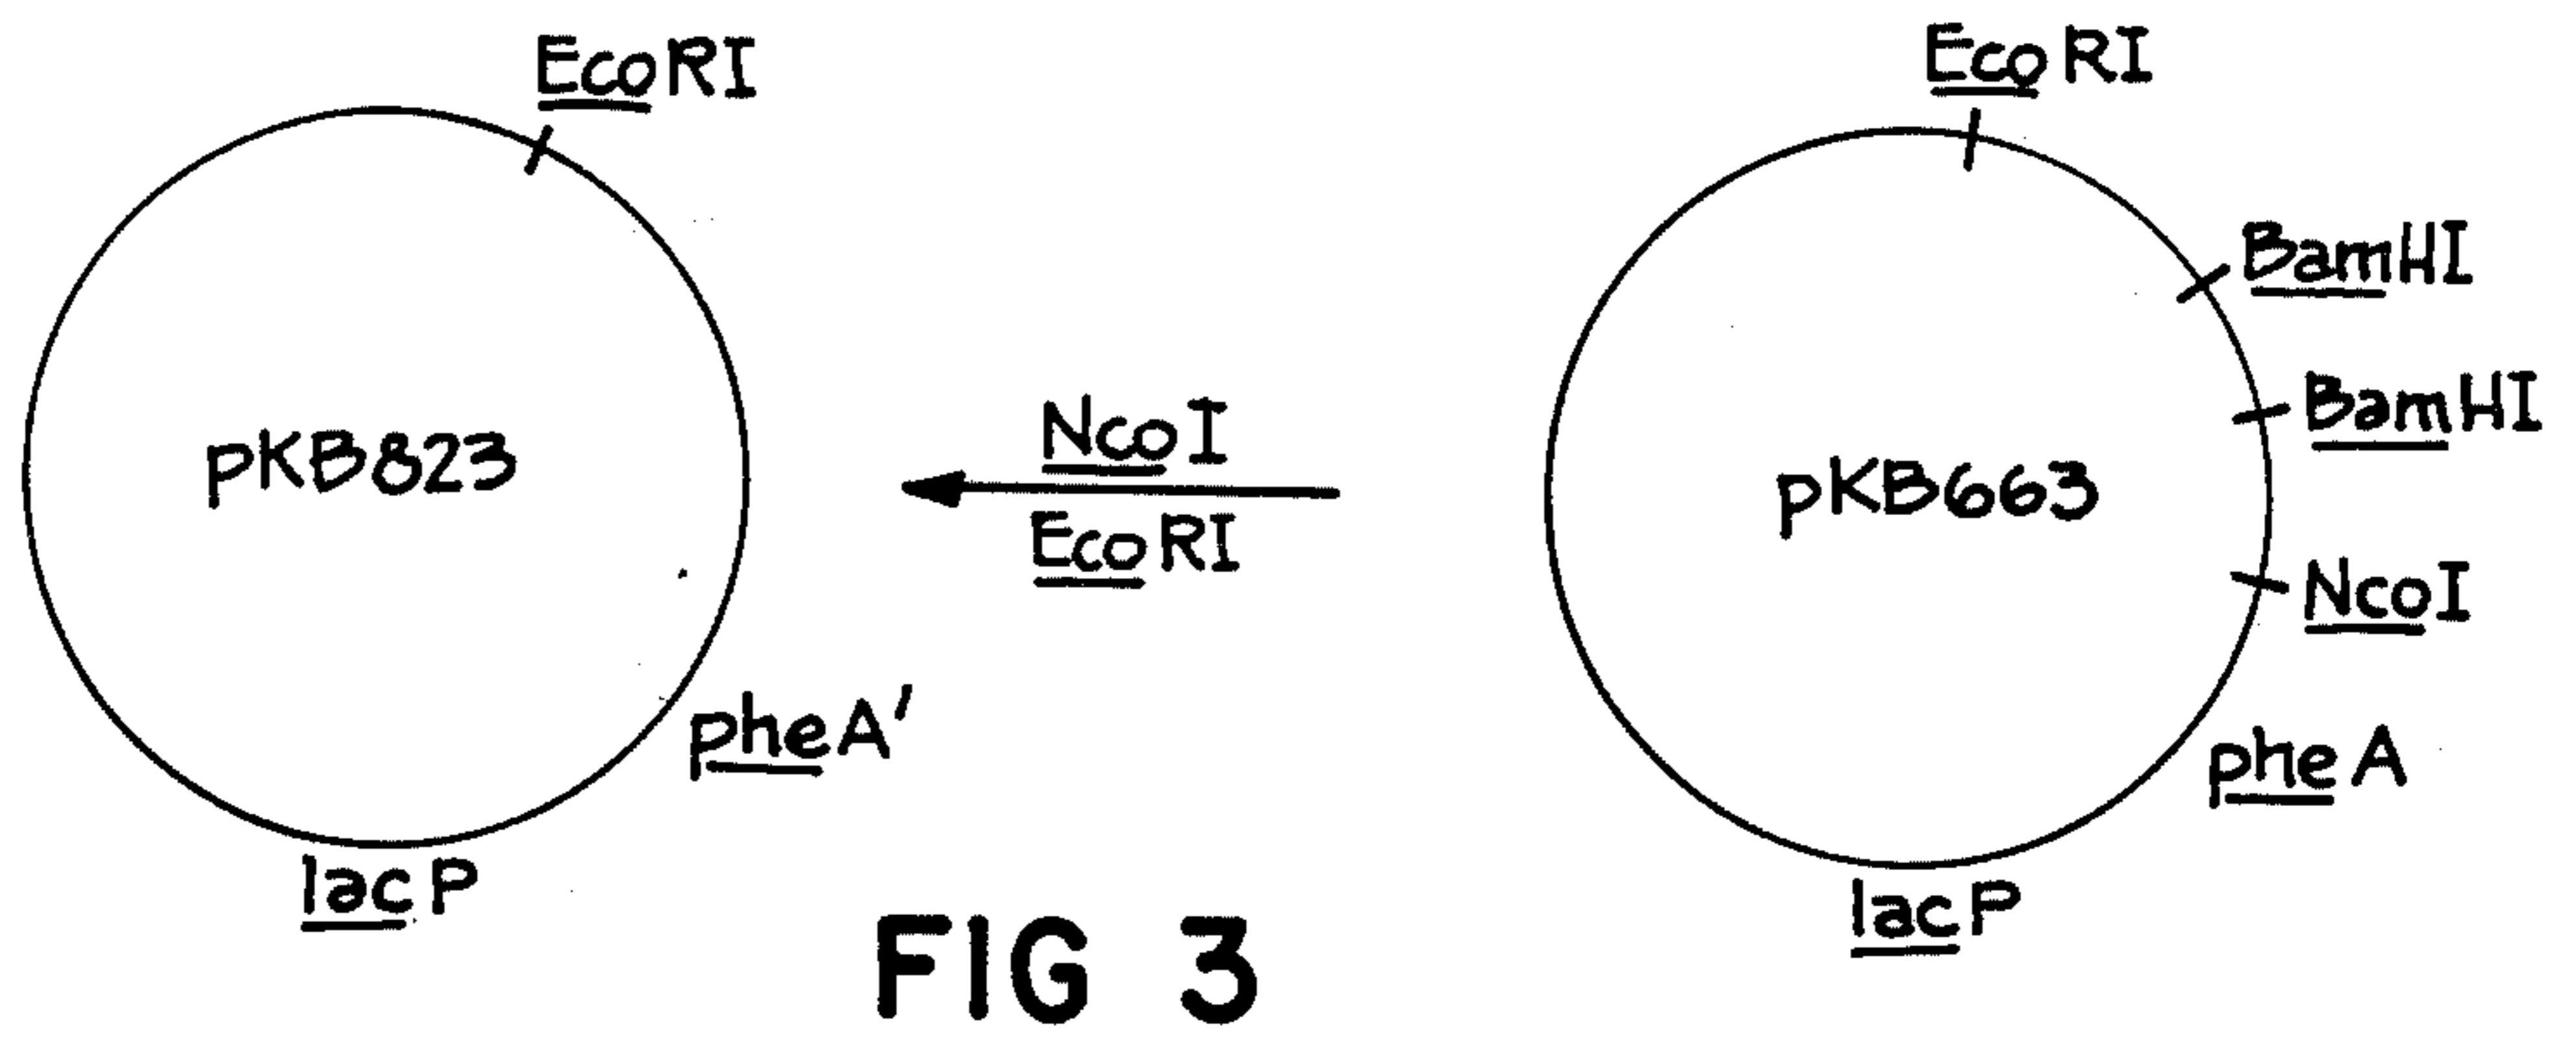 EcoRI
pKB823
pheA'
lacP
NcoI
EcoRI
EcoRI
BamHI
BamHI
pKB663
NcoI
pheA
lacP
FIG 3